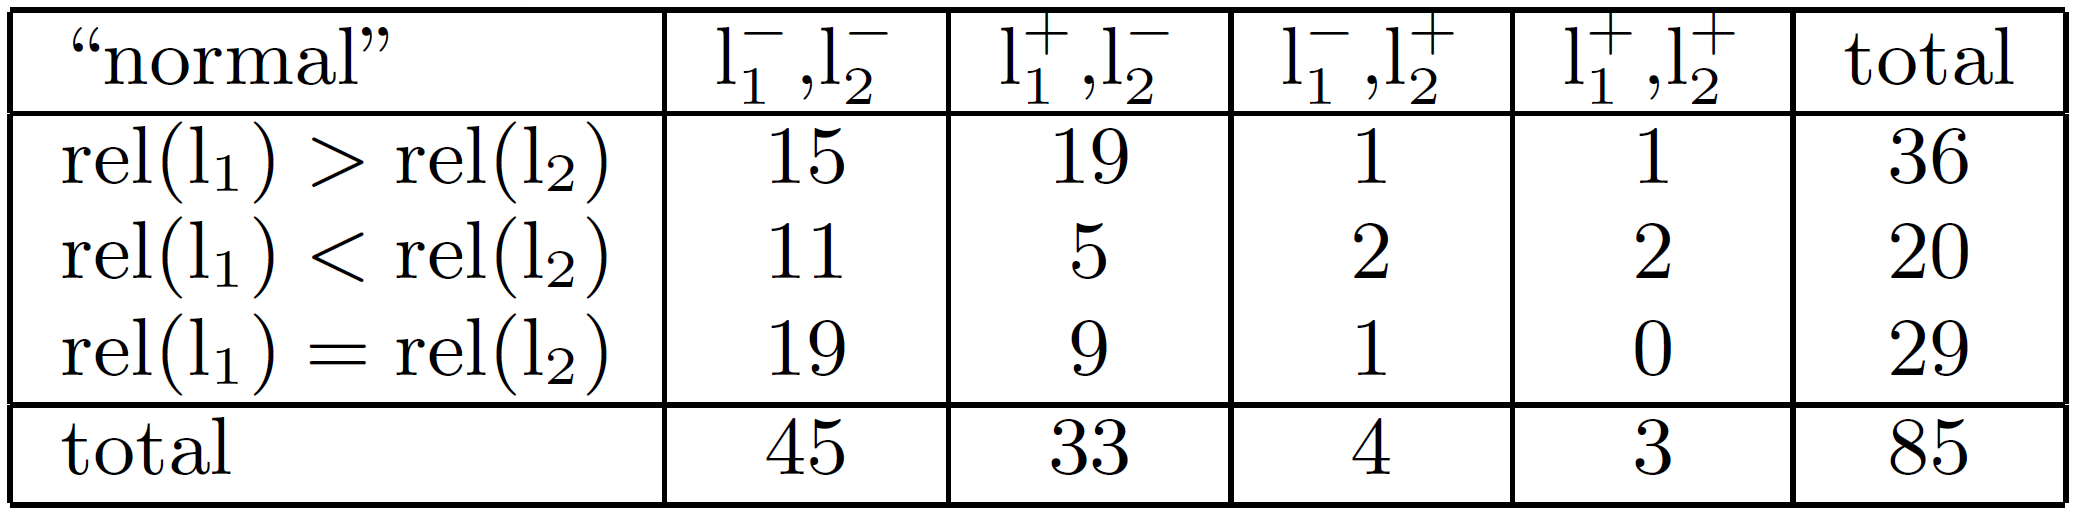 “normal” l₁⁻,l₂⁻ l₁⁺,l₂⁻ l₁⁻,l₂⁺ l₁⁺,l₂⁺ total
rel(l₁) > rel(l₂) 15 19 1 1 36
rel(l₁) < rel(l₂) 11 5 2 2 20
rel(l₁) = rel(l₂) 19 9 1 0 29
total 45 33 4 3 85